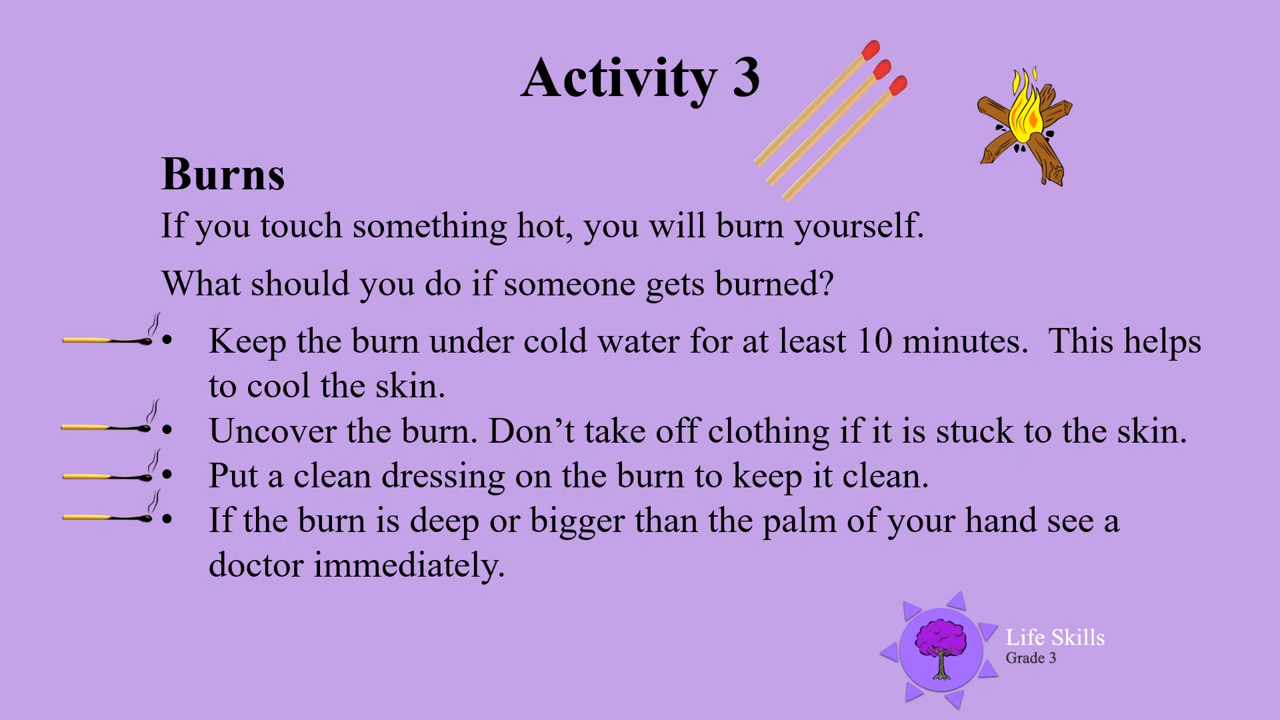 Activity 3
Burns
If you touch something hot, you will burn yourself.
What should you do if someone gets burned?
• Keep the burn under cold water for at least 10 minutes.  This helps
to cool the skin.
• Uncover the burn. Don’t take off clothing if it is stuck to the skin.
• Put a clean dressing on the burn to keep it clean.
• If the burn is deep or bigger than the palm of your hand see a
doctor immediately.
Life Skills
Grade 3